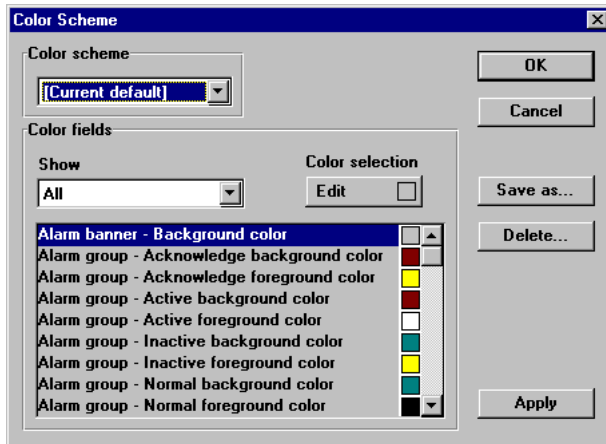 Color Scheme
Color scheme
[Current default]
OK
Cancel
Color fields
Show
Color selection
All
Edit
Save as...
Delete...
Alarm banner - Background color
Alarm group - Acknowledge background color
Alarm group - Acknowledge foreground color
Alarm group - Active background color
Alarm group - Active foreground color
Alarm group - Inactive background color
Alarm group - Inactive foreground color
Alarm group - Normal background color
Alarm group - Normal foreground color
Apply